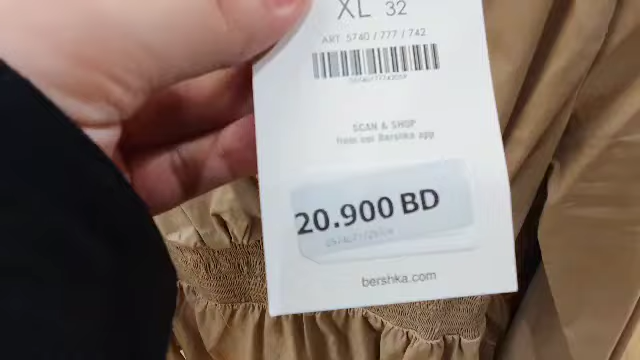 XL 32
ART 5740 / 777 / 742
SCAN & SHOP
from our Bershka app
20.900 BD
bershka.com